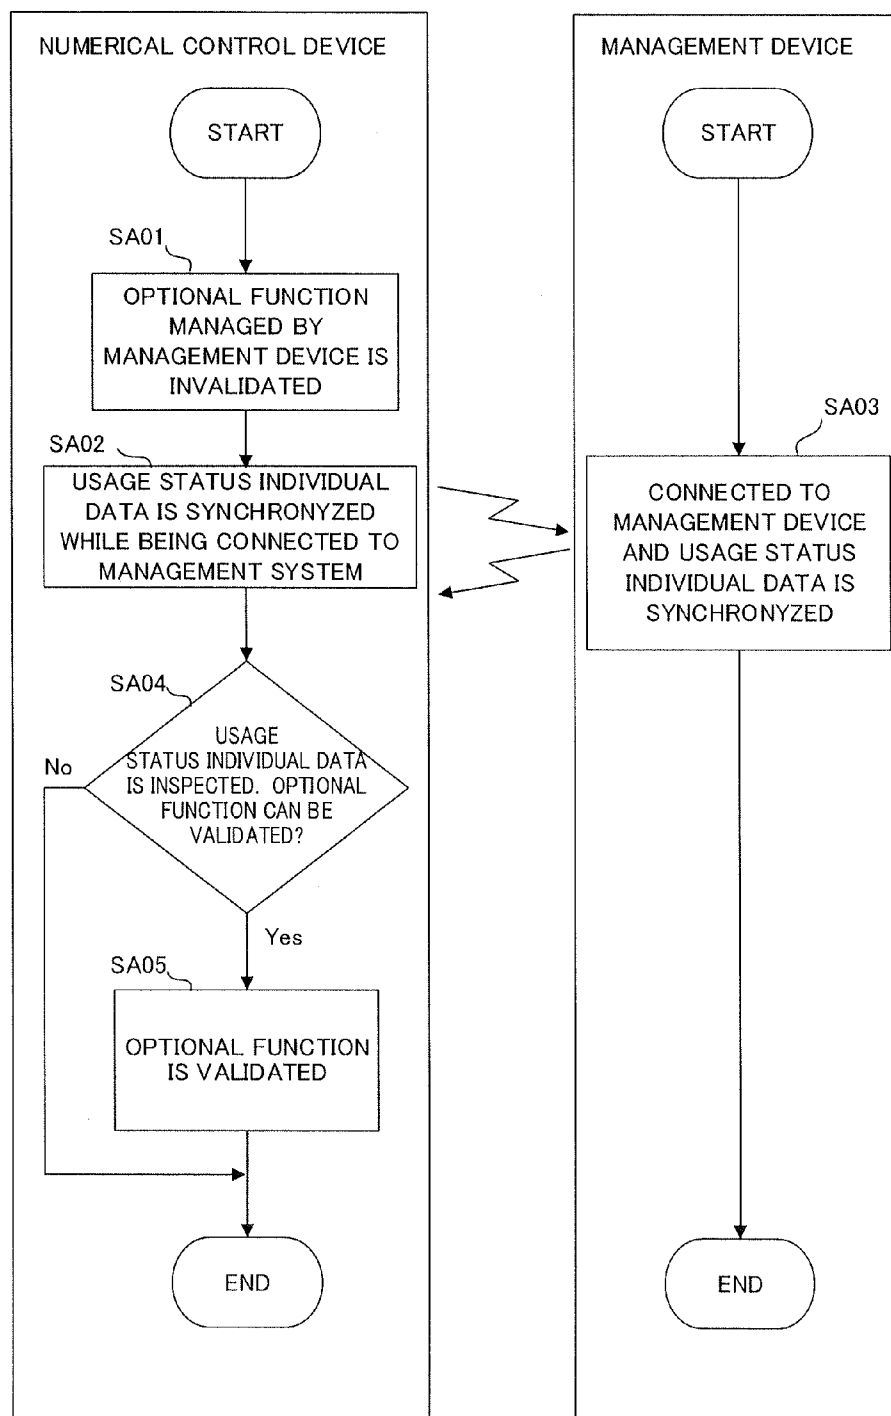 NUMERICAL CONTROL DEVICE
START
SA01
OPTIONAL FUNCTION
MANAGED BY
MANAGEMENT DEVICE IS
INVALIDATED
SA02
USAGE STATUS INDIVIDUAL
DATA IS SYNCHRONYZED
WHILE BEING CONNECTED TO
MANAGEMENT SYSTEM
SA04
USAGE
STATUS INDIVIDUAL DATA
IS INSPECTED. OPTIONAL
FUNCTION CAN BE
VALIDATED?
No
Yes
SA05
OPTIONAL FUNCTION
IS VALIDATED
END
MANAGEMENT DEVICE
START
SA03
CONNECTED TO
MANAGEMENT DEVICE
AND USAGE STATUS
INDIVIDUAL DATA IS
SYNCHRONYZED
END